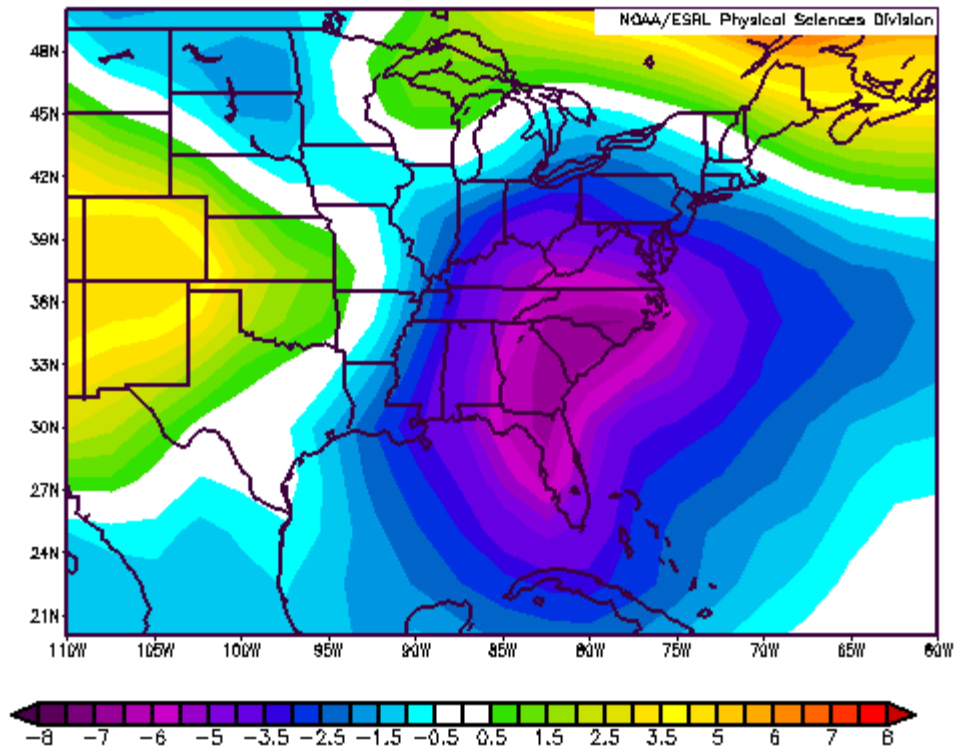 NOAA/ESRL Physical Sciences Division
48N
45N
42N
39N
36N
33N
30N
27N
24N
21N
110W 105W 100W 95W 90W 85W 80W 75W 70W 65W 60W
-8 -7 -6 -5 -3.5 -2.5 -1.5 -0.5 0.5 1.5 2.5 3.5 5 6 7 8